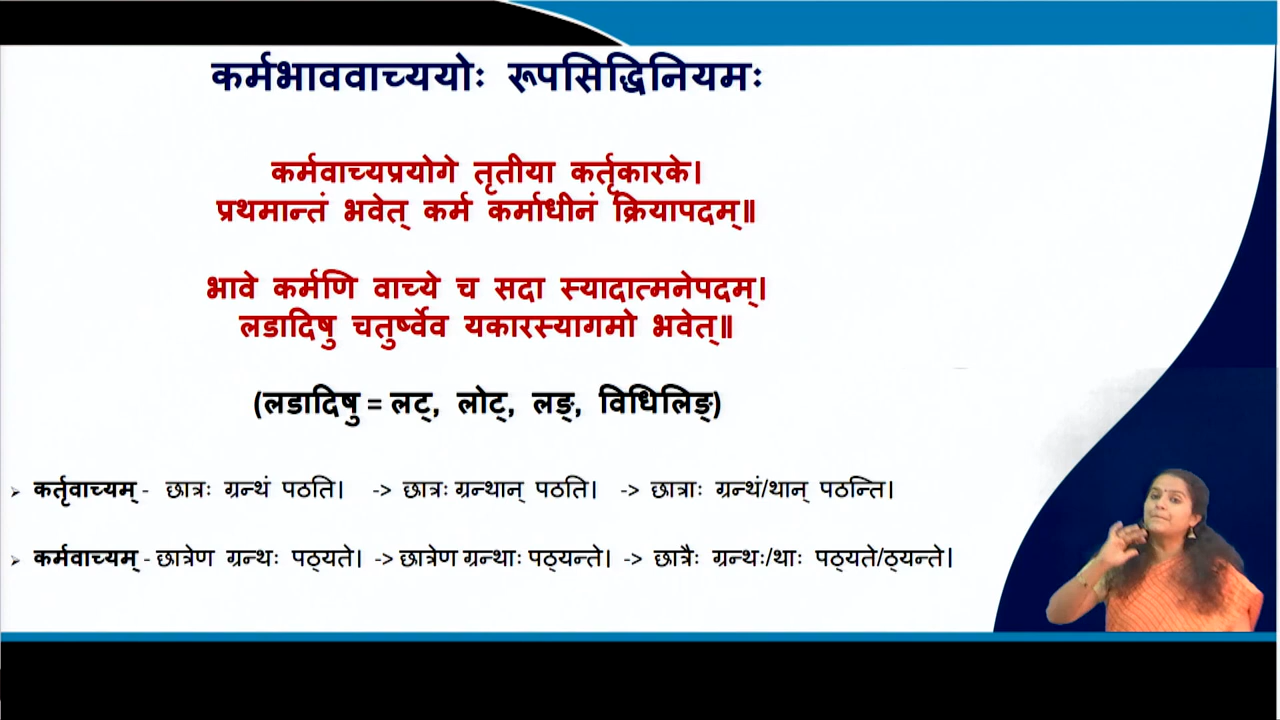 कर्मभाववाच्ययोः रूपसिद्धिनियमः
कर्मवाच्यप्रयोगे तृतीया कर्तृकारके।
प्रथमान्तं भवेत् कर्म कर्माधीनं क्रियापदम्॥
भावे कर्मणि वाच्ये च सदा स्यादात्मनेपदम्।
लडादिषु चतुर्ष्वेव यकारस्यागमो भवेत्॥
(लडादिषु = लट्, लोट्, लङ्, विधिलिङ्)
➢ कर्तृवाच्यम् - छात्रः ग्रन्थं पठति। -> छात्रः ग्रन्थान् पठति। -> छात्राः ग्रन्थं/थान् पठन्ति।
➢ कर्मवाच्यम् - छात्रेण ग्रन्थः पठ्यते। -> छात्रेण ग्रन्थाः पठ्यन्ते। -> छात्रैः ग्रन्थः/थाः पठ्यते/ठ्यन्ते।